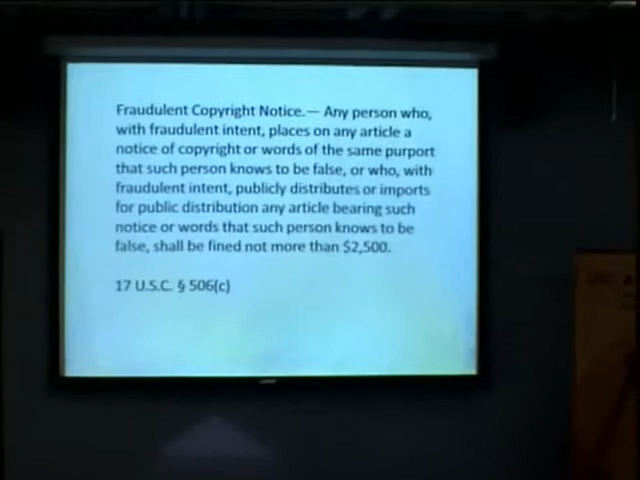 Fraudulent Copyright Notice.— Any person who,
with fraudulent intent, places on any article a
notice of copyright or words of the same purport
that such person knows to be false, or who, with
fraudulent intent, publicly distributes or imports
for public distribution any article bearing such
notice or words that such person knows to be
false, shall be fined not more than $2,500.
17 U.S.C. § 506(c)